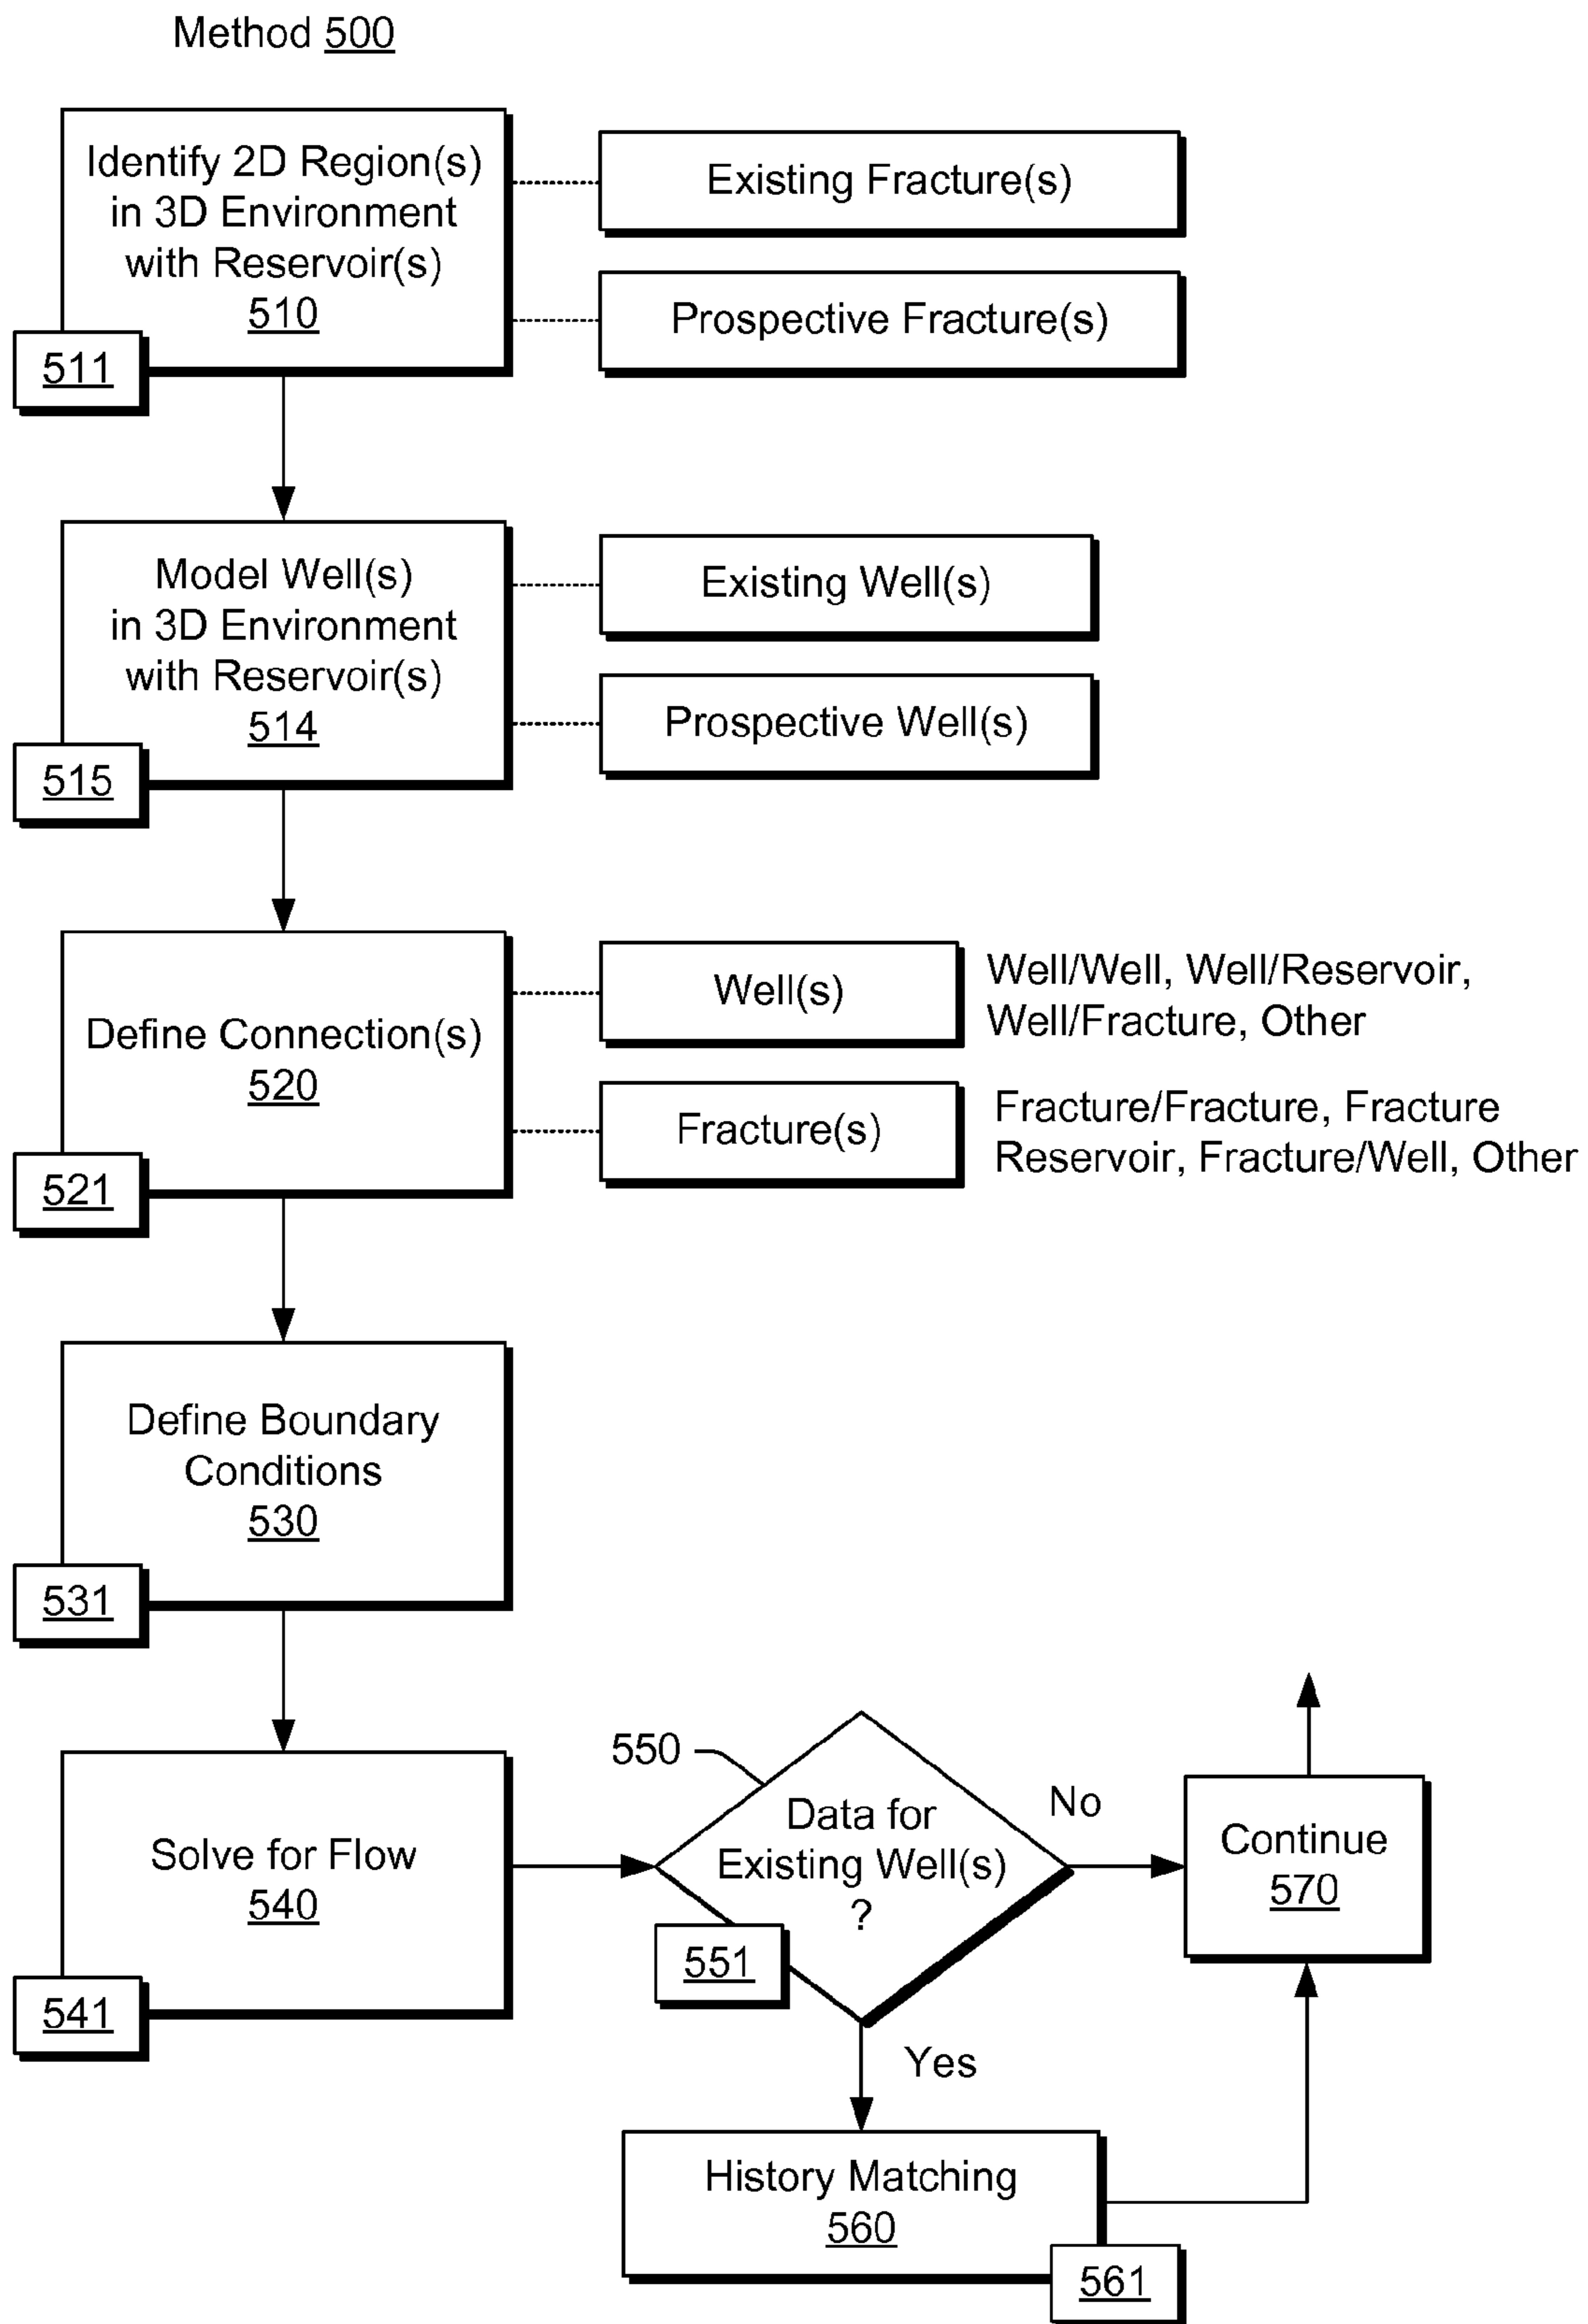 Method 500
Identify 2D Region(s)
in 3D Environment
with Reservoir(s)
510
511
Existing Fracture(s)
Prospective Fracture(s)
Model Well(s)
in 3D Environment
with Reservoir(s)
514
515
Existing Well(s)
Prospective Well(s)
Define Connection(s)
520
521
Well(s)
Well/Well, Well/Reservoir,
Well/Fracture, Other
Fracture(s)
Fracture/Fracture, Fracture
Reservoir, Fracture/Well, Other
Define Boundary
Conditions
530
531
Solve for Flow
540
541
550
Data for
Existing Well(s)
?
551
No
Yes
Continue
570
History Matching
560
561